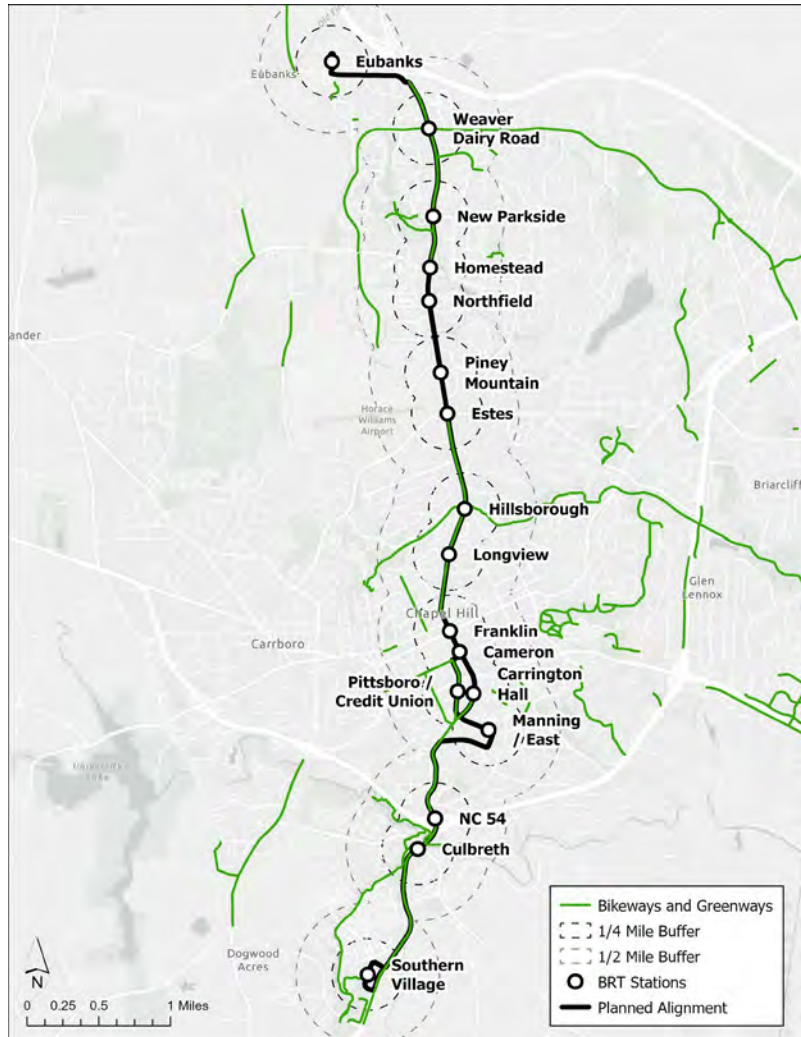 Eubanks
Eubanks
Weaver
Dairy Road
New Parkside
Homestead
Northfield
ander
Piney
Mountain
Horace
Williams
Airport
Estes
Briarcliff
Hillsborough
Longview
Glen
Lennox
Chapel Hill
Franklin
Carrboro
Cameron
Pittsboro /
Credit Union
Carrington
Hall
Manning
/ East
University
Lake
NC 54
Culbreth
Dogwood
Acres
Southern
Village
N
0 0.25 0.5 1 Miles
Bikeways and Greenways
1/4 Mile Buffer
1/2 Mile Buffer
BRT Stations
Planned Alignment